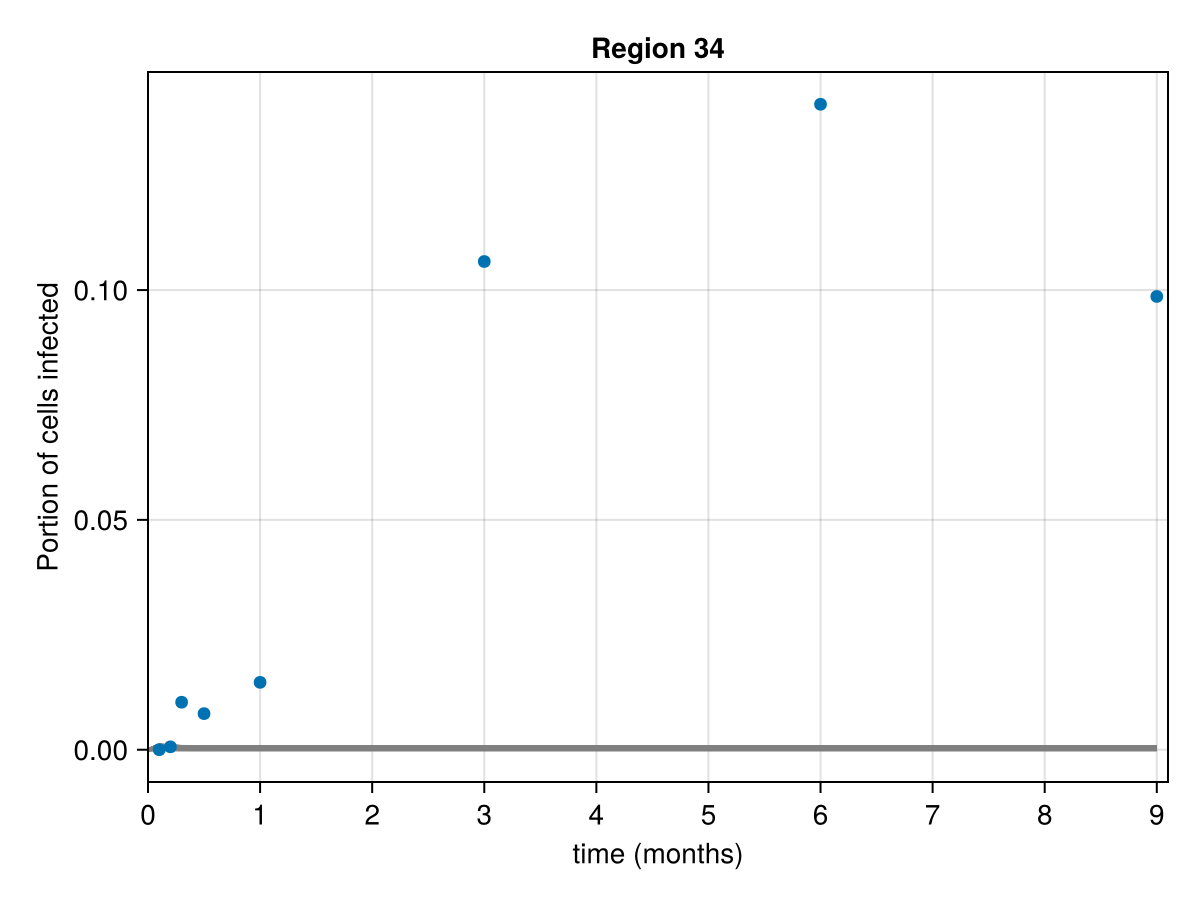 Region 34
Portion of cells infected
0.10
0.05
0.00
0 1 2 3 4 5 6 7 8 9
time (months)